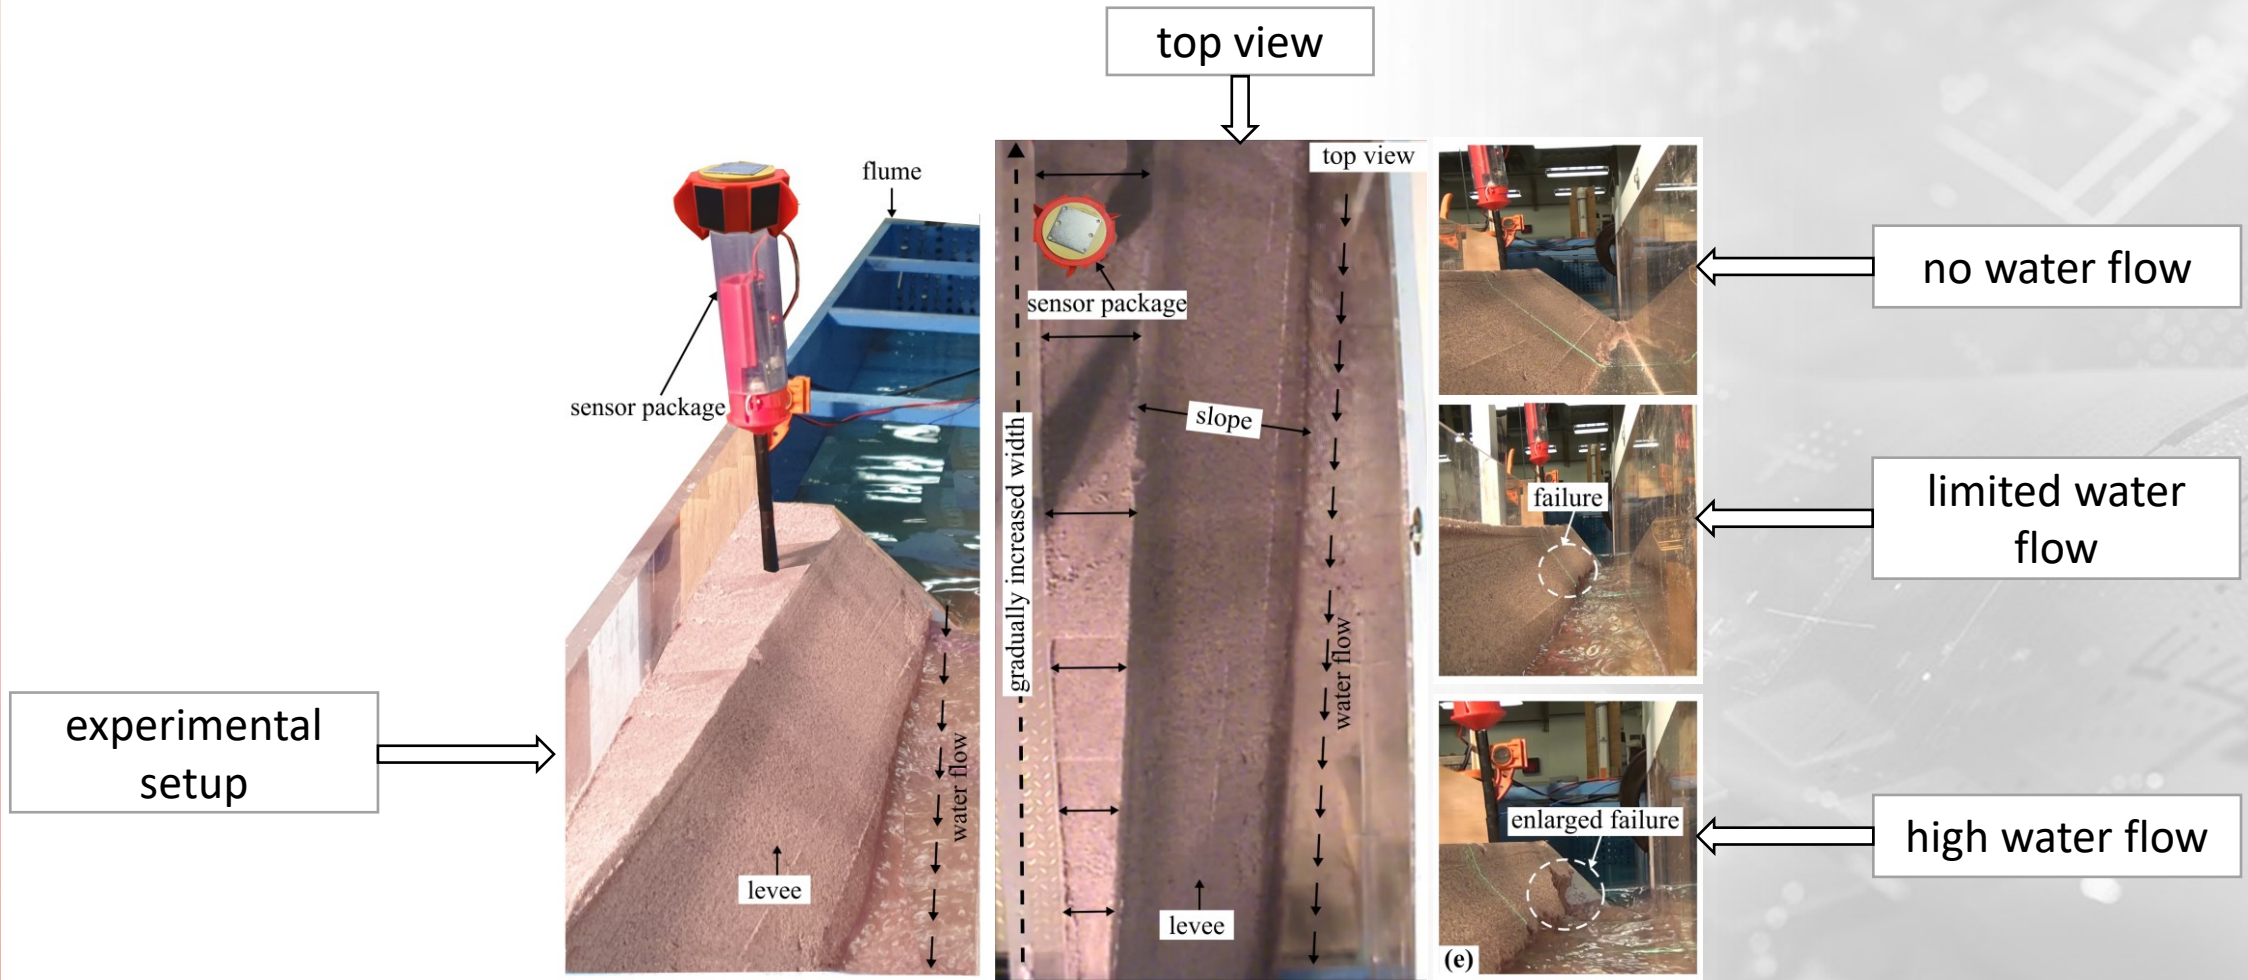 top view
flume
sensor package
water flow
levee
experimental
setup
top view
sensor package
gradually increased width
slope
water flow
levee
no water flow
failure
limited water
flow
enlarged failure
(e)
high water flow